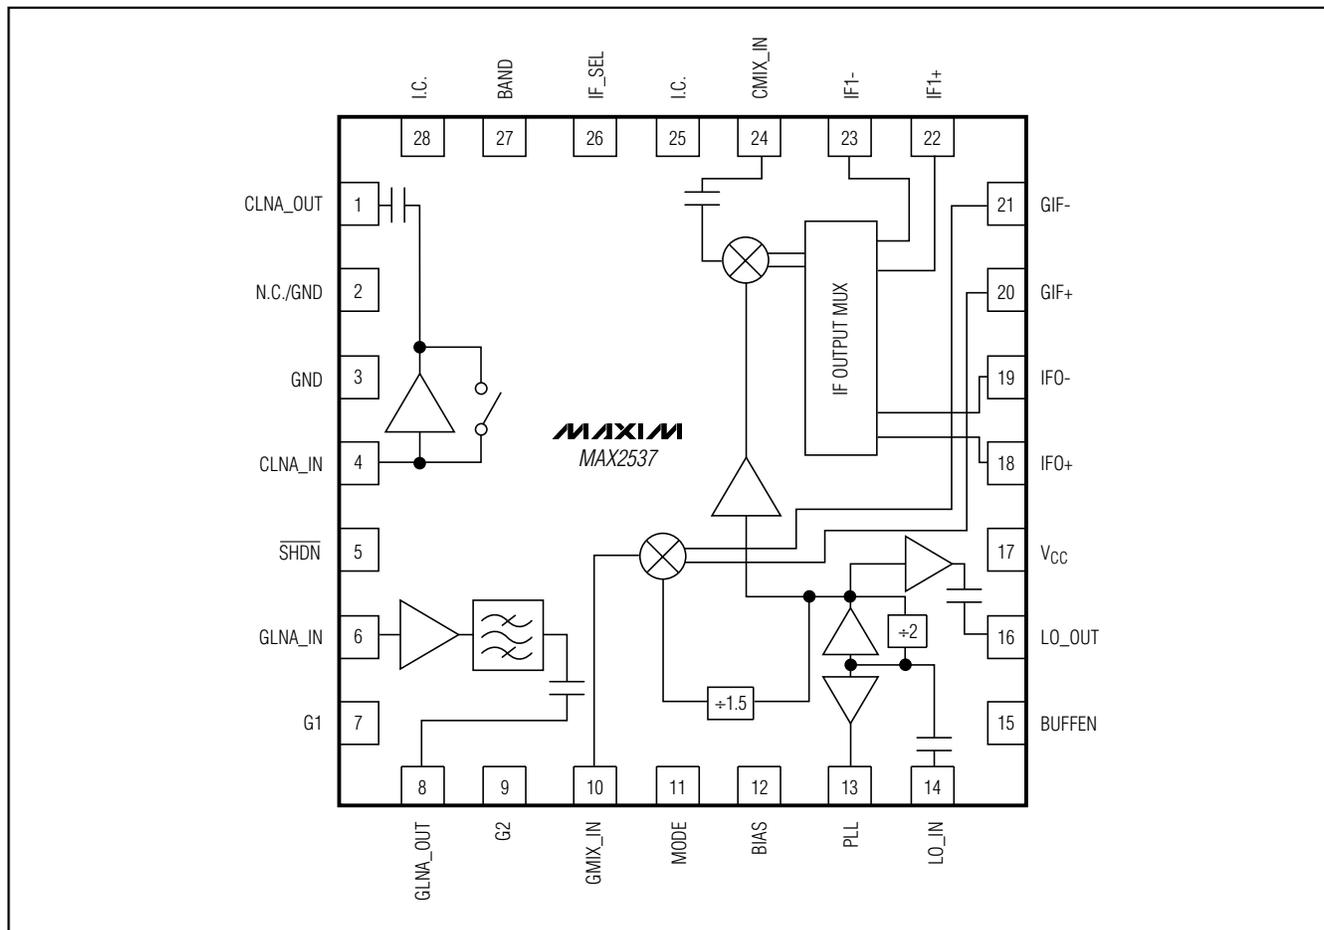 I.C.
BAND
IF_SEL
I.C.
CMIX_IN
IF1-
IF1+
28
27
26
25
24
23
22
CLNA_OUT
1
21
GIF-
N.C./GND
2
20
GIF+
IF OUTPUT MUX
GND
3
19
IF0-
MAXIM
MAX2537
CLNA_IN
4
18
IF0+
SHDN
5
17
VCC
GLNA_IN
6
÷2
16
LO_OUT
÷1.5
G1
7
15
BUFFEN
8
9
10
11
12
13
14
GLNA_OUT
G2
GMIX_IN
MODE
BIAS
PLL
LO_IN